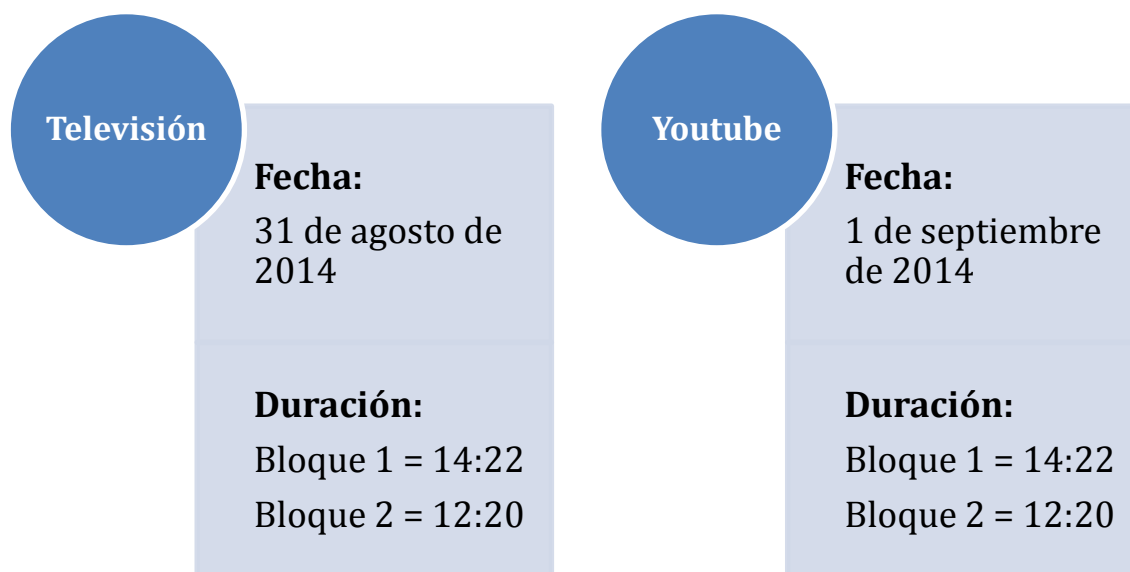 Televisión
Fecha:
31 de agosto de
2014
Duración:
Bloque 1 = 14:22
Bloque 2 = 12:20
Youtube
Fecha:
1 de septiembre
de 2014
Duración:
Bloque 1 = 14:22
Bloque 2 = 12:20